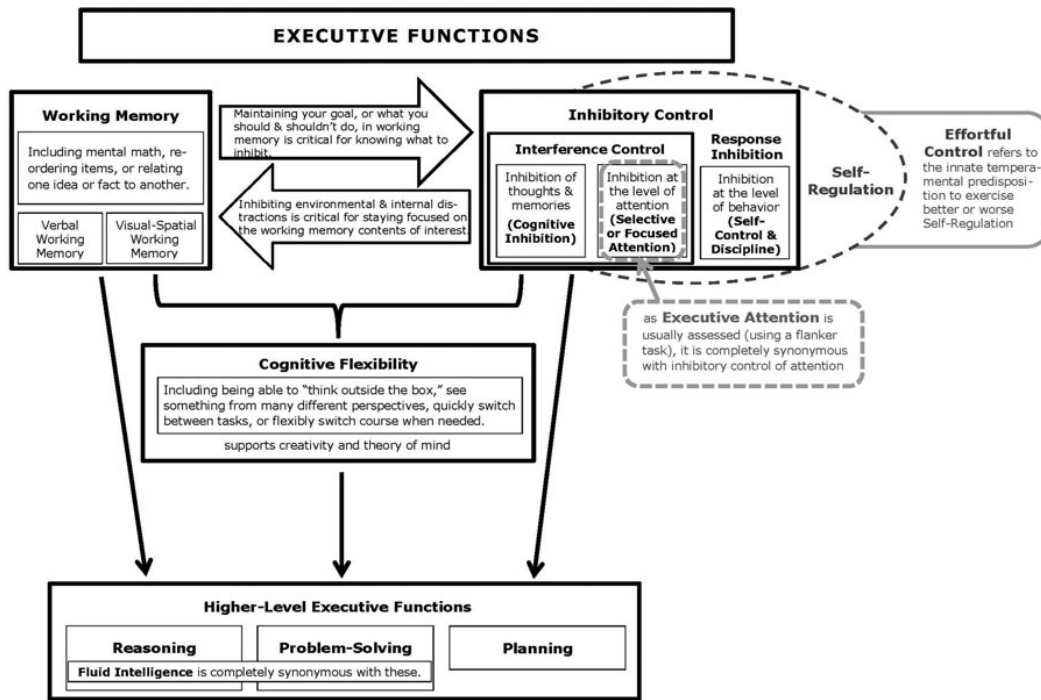 EXECUTIVE FUNCTIONS
Working Memory
Including mental math, re-
ordering items, or relating
one idea or fact to another.
Verbal
Working
Memory
Visual-Spatial
Working
Memory
Maintaining your goal, or what you
should & shouldn't do, in working
memory is critical for knowing what to
inhibit.
Inhibiting environmental & internal dis-
tractions is critical for staying focused
on the working memory contents of interest.
Inhibitory Control
Interference Control
Inhibition of
thoughts &
memories
(Cognitive
Inhibition)
Inhibition at
the level of
attention
(Selective
or Focused
Attention)
Response
Inhibition
Inhibition at
the level of
behavior
(Self-
Control &
Discipline)
Self-
Regulation
Effortful
Control refers to
the innate tempera-
mental predisposi-
tion to exercise
better or worse
Self-Regulation
as Executive Attention is
usually assessed (using a flanker
task), it is completely synonymous
with inhibitory control of attention
Cognitive Flexibility
Including being able to “think outside the box,” see
something from many different perspectives, quickly switch
between tasks, or flexibly switch course when needed.
supports creativity and theory of mind
Higher-Level Executive Functions
Reasoning
Problem-Solving
Planning
Fluid Intelligence is completely synonymous with these.